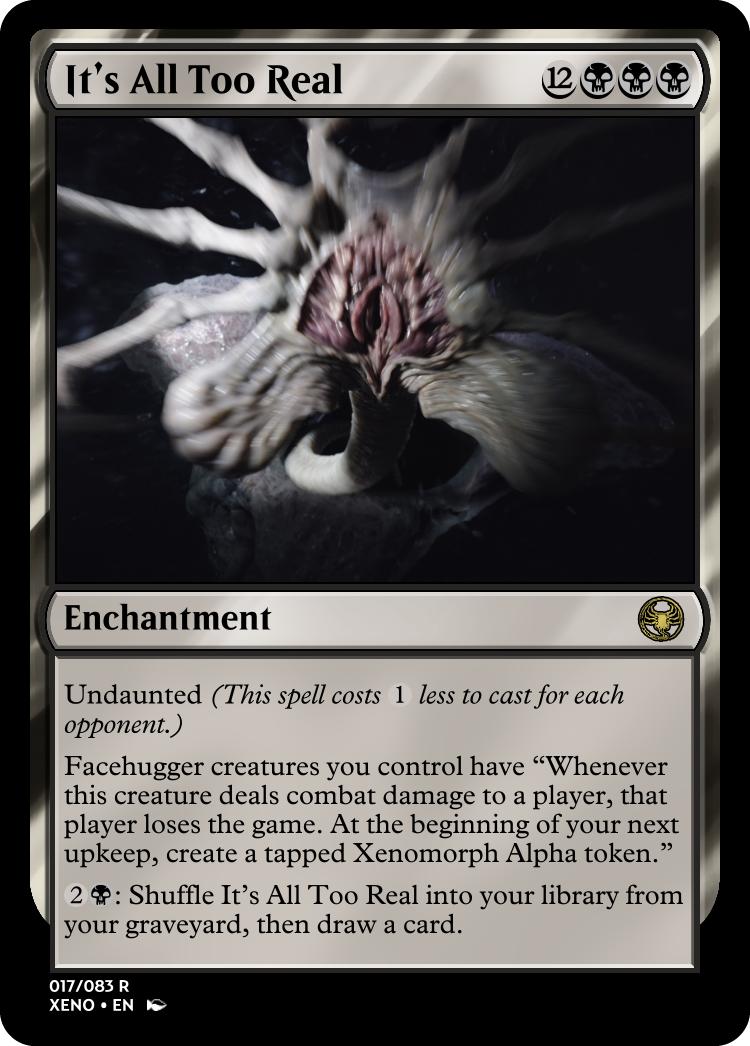 It's All Too Real 12
Enchantment
Undaunted (This spell costs 1 less to cast for each
opponent.)
Facehugger creatures you control have “Whenever
this creature deals combat damage to a player, that
player loses the game. At the beginning of your next
upkeep, create a tapped Xenomorph Alpha token.”
2 : Shuffle It's All Too Real into your library from
your graveyard, then draw a card.
017/083 R
XENO • EN